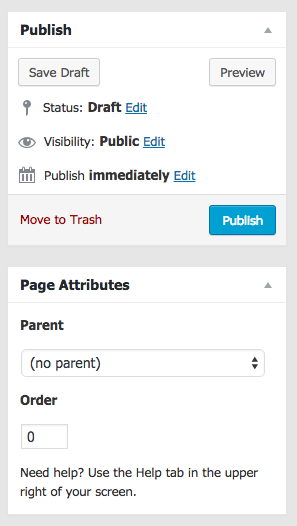 Publish
Save Draft Preview
Status: Draft Edit
Visibility: Public Edit
Publish immediately Edit
Move to Trash Publish
Page Attributes
Parent
(no parent)
Order
0
Need help? Use the Help tab in the upper
right of your screen.